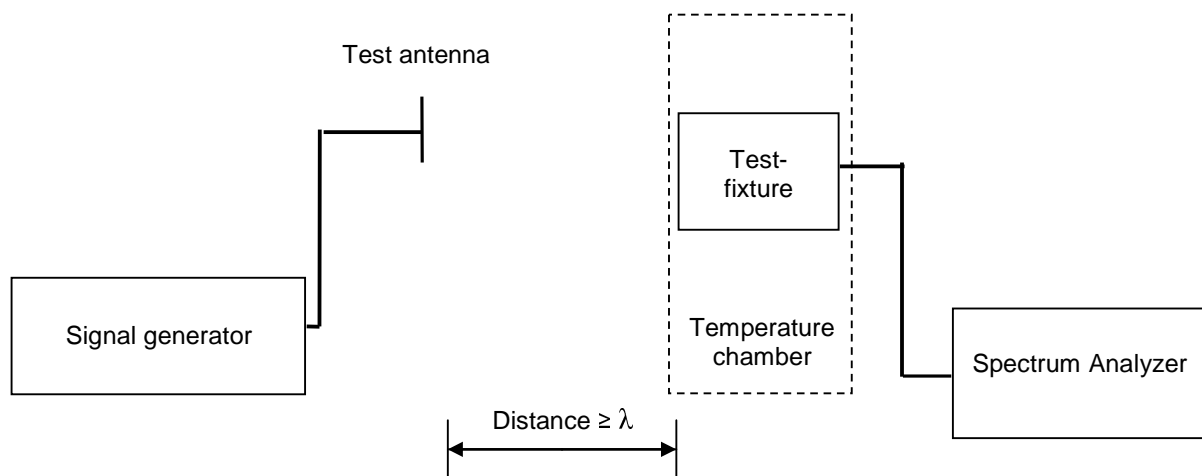 Test antenna
Test-
fixture
Signal generator
Temperature
chamber
Spectrum Analyzer
Distance ≥ λ